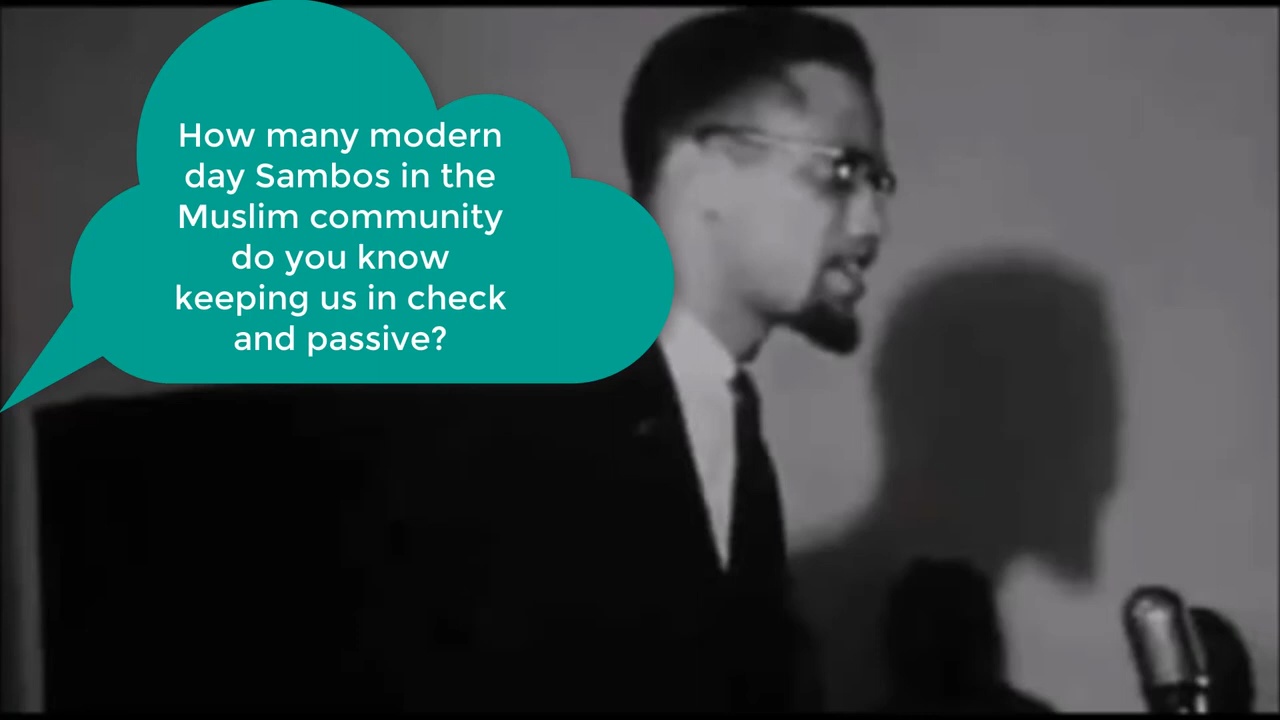 How many modern
day Sambos in the
Muslim community
do you know
keeping us in check
and passive?